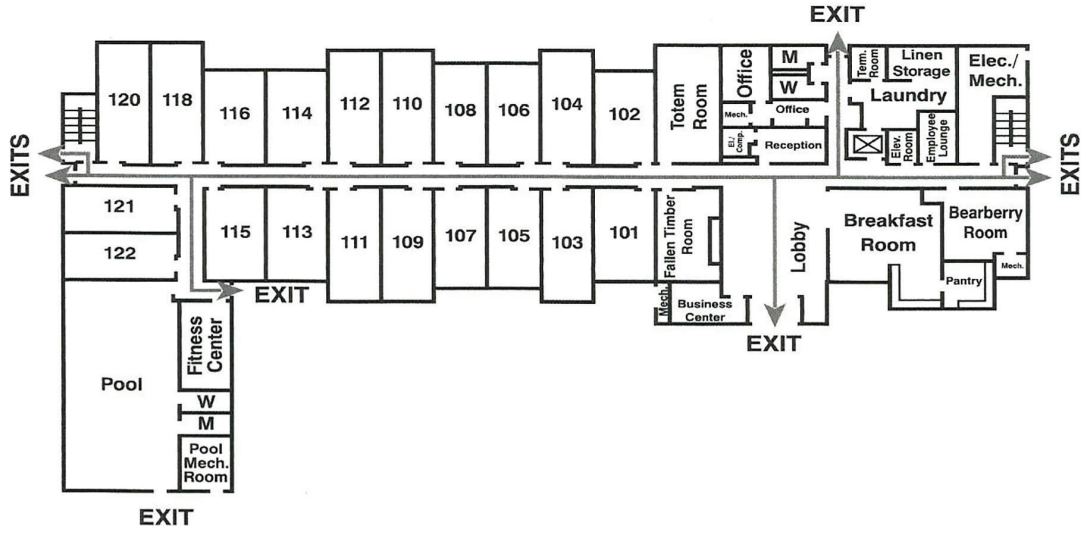 EXIT
120
118
116
114
112
110
108
106
104
102
Totem
Room
Office
M
W
Mech.
Office
El./
Comp.
Reception
Term.
Room
Linen
Storage
Laundry
Elev.
Room
Employee
Lounge
Elec./
Mech.
EXITS
EXITS
121
122
115
113
111
109
107
105
103
101
Fallen Timber
Room
Lobby
Breakfast
Room
Bearberry
Room
Mech.
Pantry
Mech.
Business
Center
EXIT
EXIT
Fitness
Center
Pool
W
M
Pool
Mech.
Room
EXIT